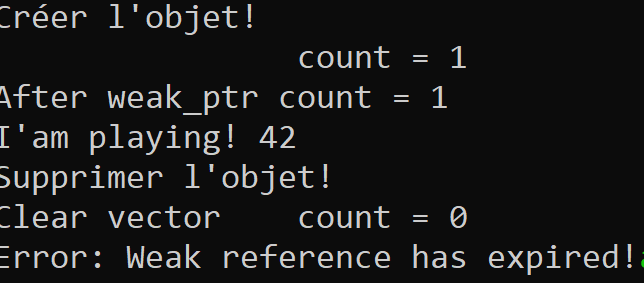 Créer l'objet!
count = 1
After weak_ptr count = 1
I'am playing! 42
Supprimer l'objet!
Clear vector    count = 0
Error: Weak reference has expired!